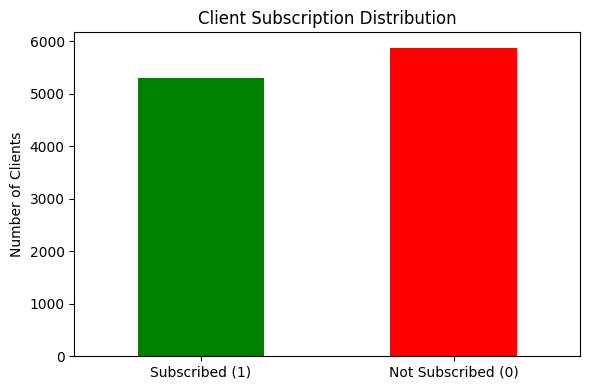 Client Subscription Distribution
Number of Clients
6000
5000
4000
3000
2000
1000
0
Subscribed (1)
Not Subscribed (0)